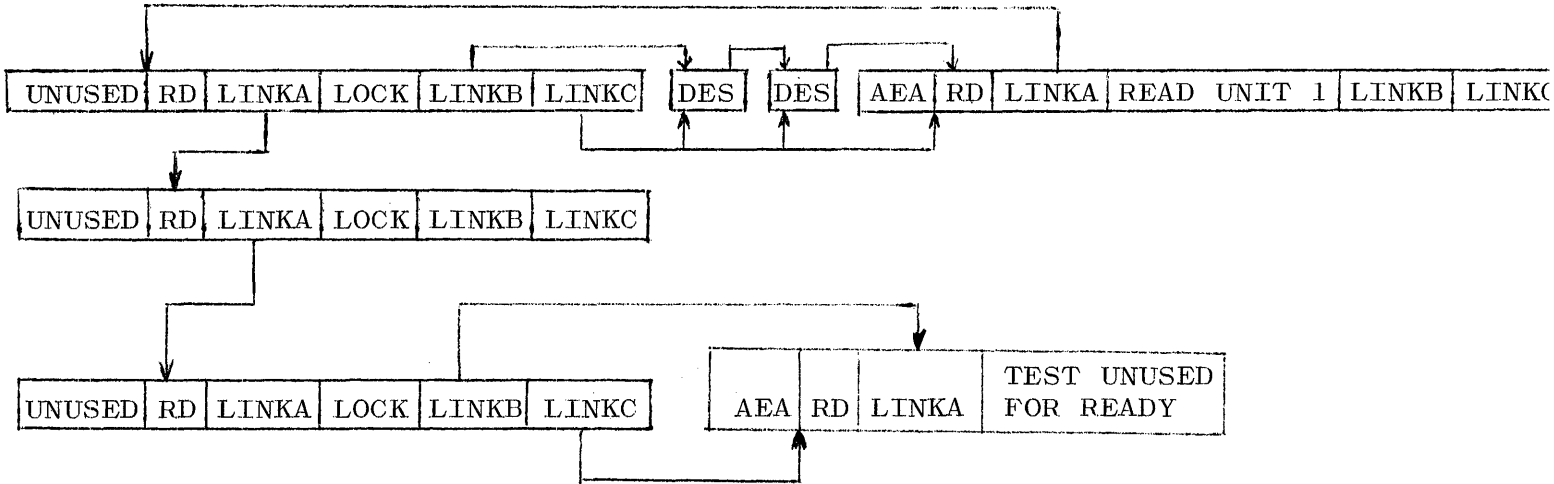 UNUSED RD LINKA LOCK LINKB LINKC DES DES AEA RD LINKA READ UNIT 1 LINKB LINKC
UNUSED RD LINKA LOCK LINKB LINKC
UNUSED RD LINKA LOCK LINKB LINKC AEA RD LINKA TEST UNUSED
FOR READY